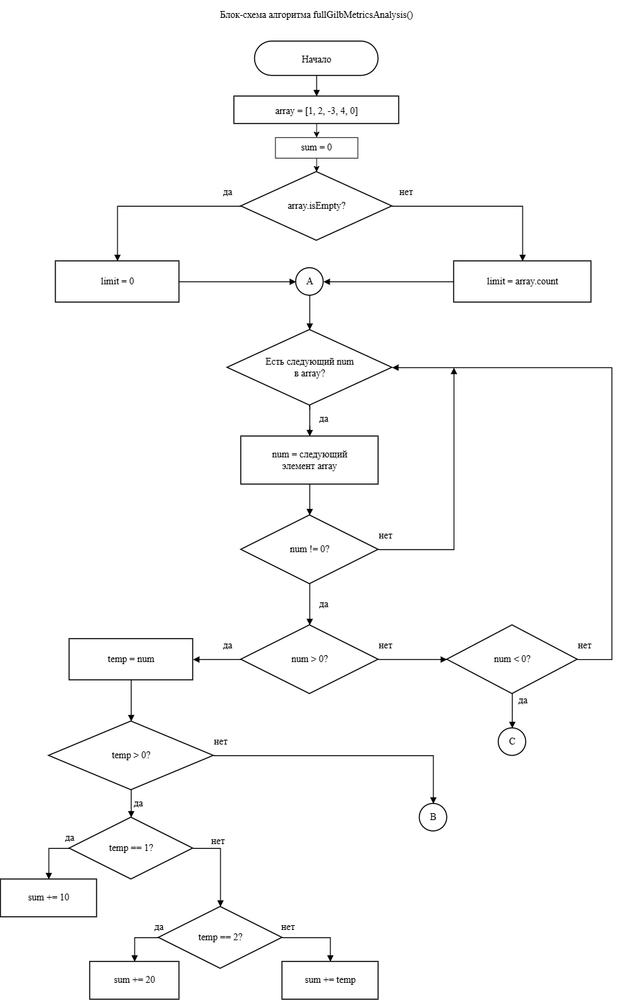 Блок-схема алгоритма fullGilbMetricsAnalysis()
Начало
array = [1, 2, -3, 4, 0]
sum = 0
array.isEmpty?
да
нет
limit = 0
A
limit = array.count
Есть следующий num
в array?
да
num = следующий
элемент array
num != 0?
нет
да
num > 0?
да
нет
temp = num
num < 0?
нет
да
C
temp > 0?
нет
да
B
temp == 1?
да
нет
sum += 10
temp == 2?
да
нет
sum += 20
sum += temp